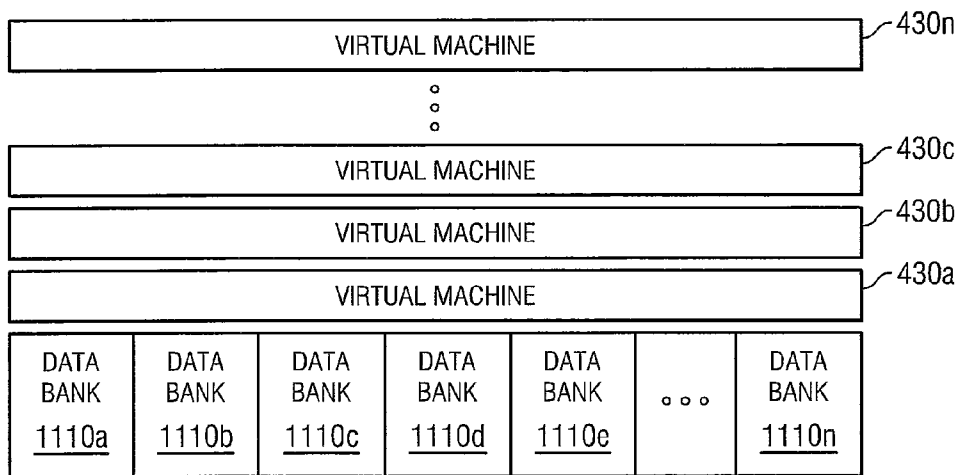 430n
VIRTUAL MACHINE
430c
VIRTUAL MACHINE
430b
VIRTUAL MACHINE
430a
VIRTUAL MACHINE
DATA BANK 1110a
DATA BANK 1110b
DATA BANK 1110c
DATA BANK 1110d
DATA BANK 1110e
DATA BANK 1110n